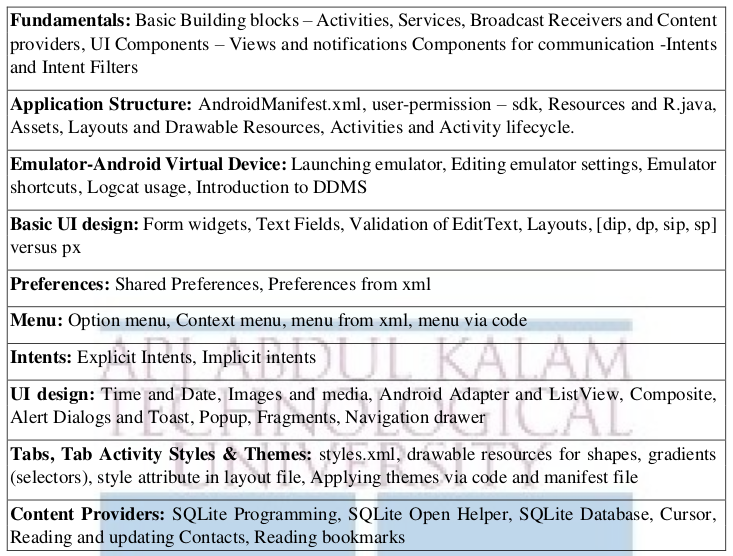 Fundamentals: Basic Building blocks – Activities, Services, Broadcast Receivers and Content
providers, UI Components – Views and notifications Components for communication -Intents
and Intent Filters
Application Structure: AndroidManifest.xml, user-permission – sdk, Resources and R.java,
Assets, Layouts and Drawable Resources, Activities and Activity lifecycle.
Emulator-Android Virtual Device: Launching emulator, Editing emulator settings, Emulator
shortcuts, Logcat usage, Introduction to DDMS
Basic UI design: Form widgets, Text Fields, Validation of EditText, Layouts, [dip, dp, sip, sp]
versus px
Preferences: Shared Preferences, Preferences from xml
Menu: Option menu, Context menu, menu from xml, menu via code
Intents: Explicit Intents, Implicit intents
UI design: Time and Date, Images and media, Android Adapter and ListView, Composite,
Alert Dialogs and Toast, Popup, Fragments, Navigation drawer
Tabs, Tab Activity Styles & Themes: styles.xml, drawable resources for shapes, gradients
(selectors), style attribute in layout file, Applying themes via code and manifest file
Content Providers: SQLite Programming, SQLite Open Helper, SQLite Database, Cursor,
Reading and updating Contacts, Reading bookmarks
APJ ABDUL KALAM
TECHNOLOGICAL
UNIVERSITY